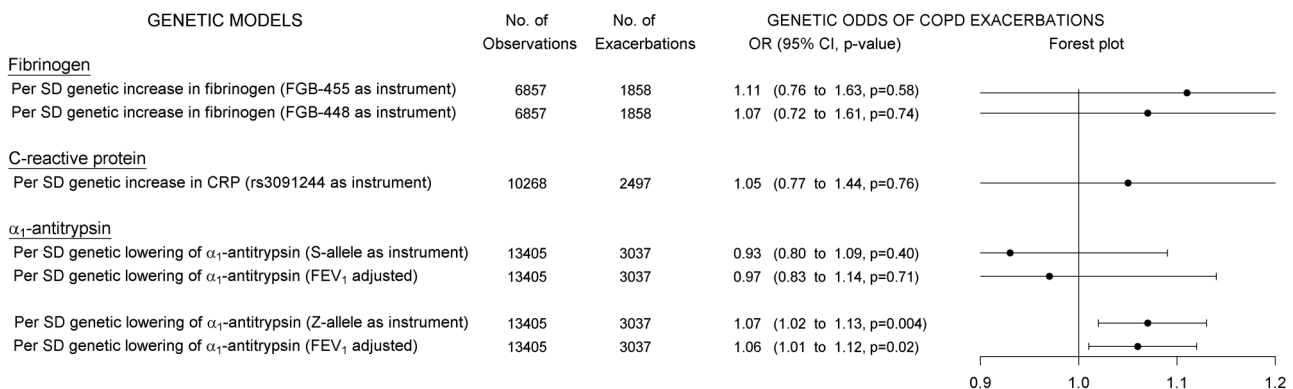 GENETIC MODELS No. of No. of GENETIC ODDS OF COPD EXACERBATIONS
Observations Exacerbations OR (95% CI, p-value) Forest plot
Fibrinogen
Per SD genetic increase in fibrinogen (FGB-455 as instrument) 6857 1858 1.11 (0.76 to 1.63, p=0.58)
Per SD genetic increase in fibrinogen (FGB-448 as instrument) 6857 1858 1.07 (0.72 to 1.61, p=0.74)
C-reactive protein
Per SD genetic increase in CRP (rs3091244 as instrument) 10268 2497 1.05 (0.77 to 1.44, p=0.76)
α₁-antitrypsin
Per SD genetic lowering of α₁-antitrypsin (S-allele as instrument) 13405 3037 0.93 (0.80 to 1.09, p=0.40)
Per SD genetic lowering of α₁-antitrypsin (FEV₁ adjusted) 13405 3037 0.97 (0.83 to 1.14, p=0.71)
Per SD genetic lowering of α₁-antitrypsin (Z-allele as instrument) 13405 3037 1.07 (1.02 to 1.13, p=0.004)
Per SD genetic lowering of α₁-antitrypsin (FEV₁ adjusted) 13405 3037 1.06 (1.01 to 1.12, p=0.02)
0.9 1.0 1.1 1.2